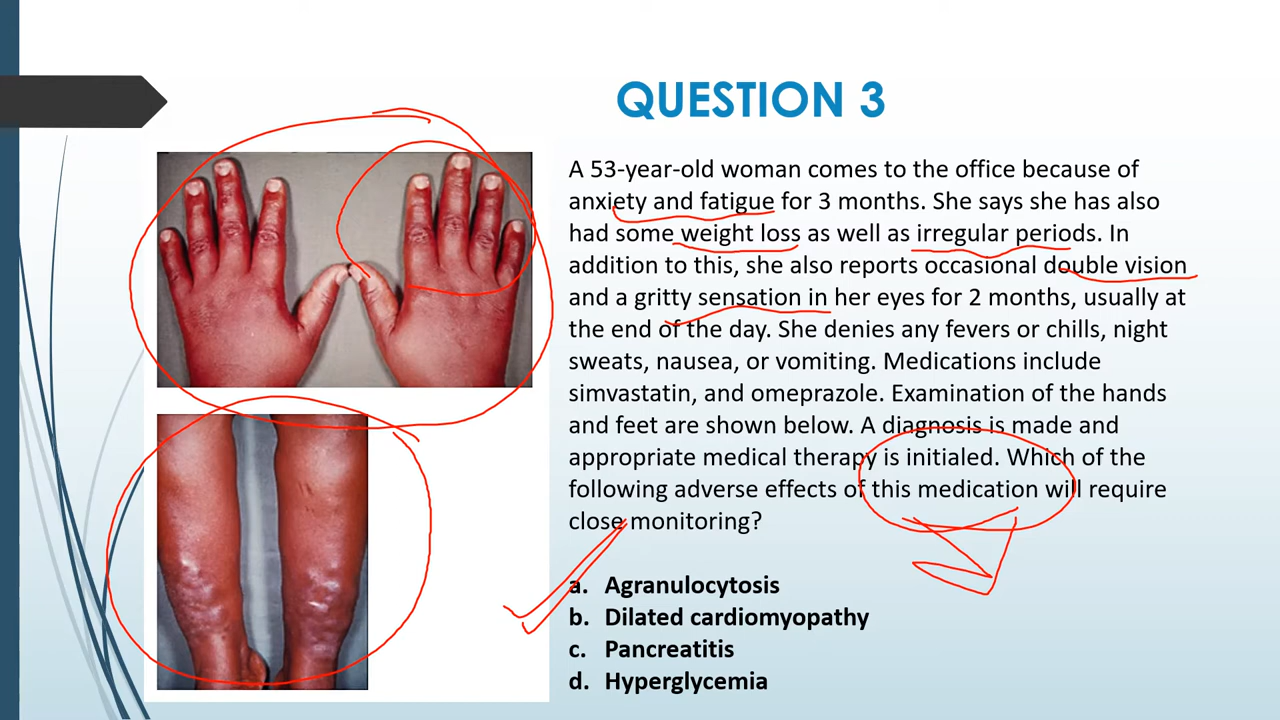 QUESTION 3
A 53-year-old woman comes to the office because of
anxiety and fatigue for 3 months. She says she has also
had some weight loss as well as irregular periods. In
addition to this, she also reports occasional double vision
and a gritty sensation in her eyes for 2 months, usually at
the end of the day. She denies any fevers or chills, night
sweats, nausea, or vomiting. Medications include
simvastatin, and omeprazole. Examination of the hands
and feet are shown below. A diagnosis is made and
appropriate medical therapy is initialed. Which of the
following adverse effects of this medication will require
close monitoring?
a. Agranulocytosis
b. Dilated cardiomyopathy
c. Pancreatitis
d. Hyperglycemia